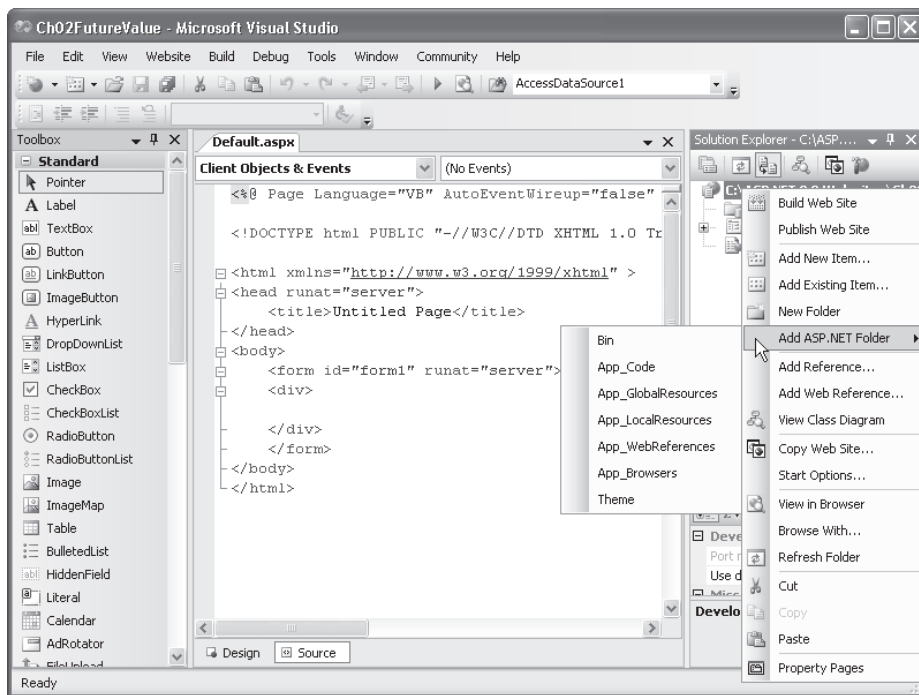 Ch02FutureValue - Microsoft Visual Studio
File Edit View Website Build Debug Tools Window Community Help
AccessDataSource1
Toolbox
Standard
Pointer
Label
TextBox
Button
LinkButton
ImageButton
HyperLink
DropDownList
ListBox
CheckBox
CheckBoxList
RadioButton
RadioButtonList
Image
ImageMap
Table
BulletedList
HiddenField
Literal
Calendar
AdRotator
FileUpload
Default.aspx
Client Objects & Events (No Events)
<%@ Page Language="VB" AutoEventWireup="false"
<!DOCTYPE html PUBLIC "-//W3C//DTD XHTML 1.0 Tr
<html xmlns="http://www.w3.org/1999/xhtml" >
<head runat="server">
<title>Untitled Page</title>
</head>
<body>
<form id="form1" runat="server">
<div>
</div>
</form>
</body>
</html>
Design Source
Bin
App_Code
App_GlobalResources
App_LocalResources
App_WebReferences
App_Browsers
Theme
Solution Explorer - C:\ASP....
Build Web Site
Publish Web Site
Add New Item...
Add Existing Item...
New Folder
Add ASP.NET Folder
Add Reference...
Add Web Reference...
View Class Diagram
Copy Web Site...
Start Options...
View in Browser
Browse With...
Refresh Folder
Cut
Copy
Paste
Property Pages
Ready